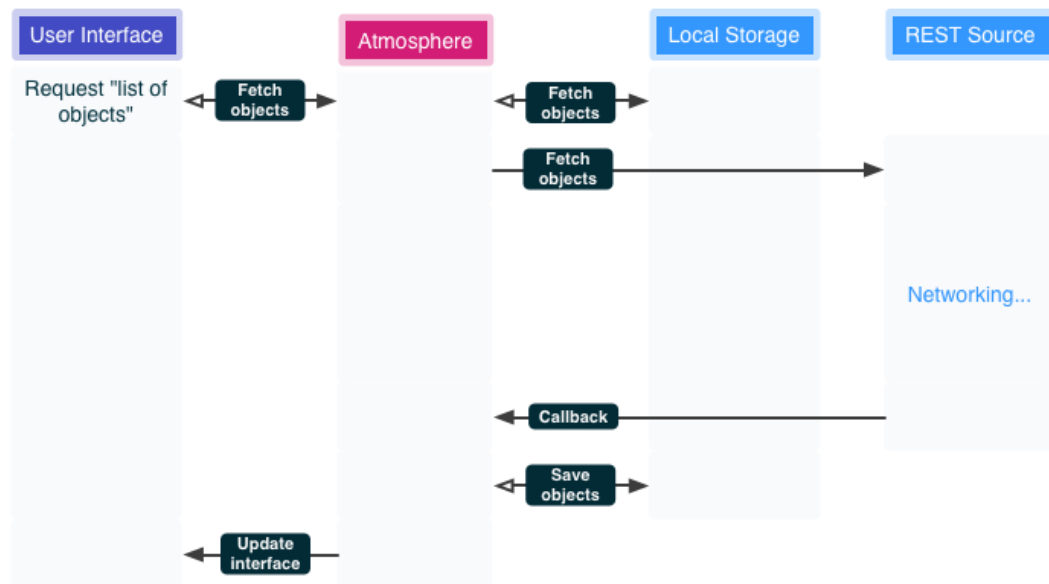 User Interface
Atmosphere
Local Storage
REST Source
Request "list of
objects"
Fetch
objects
Fetch
objects
Fetch
objects
Networking...
Callback
Save
objects
Update
interface